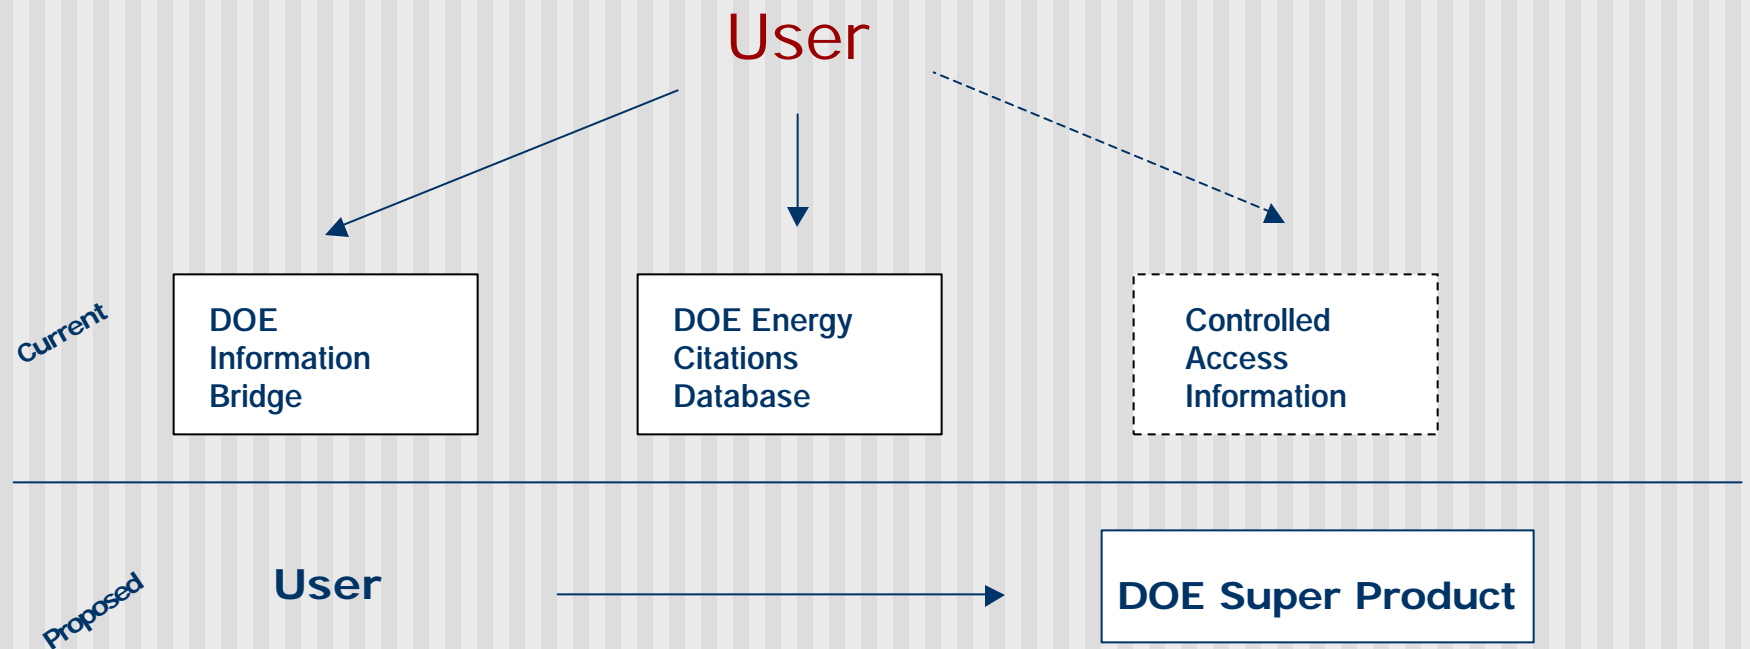 User
Current
DOE
Information
Bridge
DOE Energy
Citations
Database
Controlled
Access
Information
Proposed
User
DOE Super Product